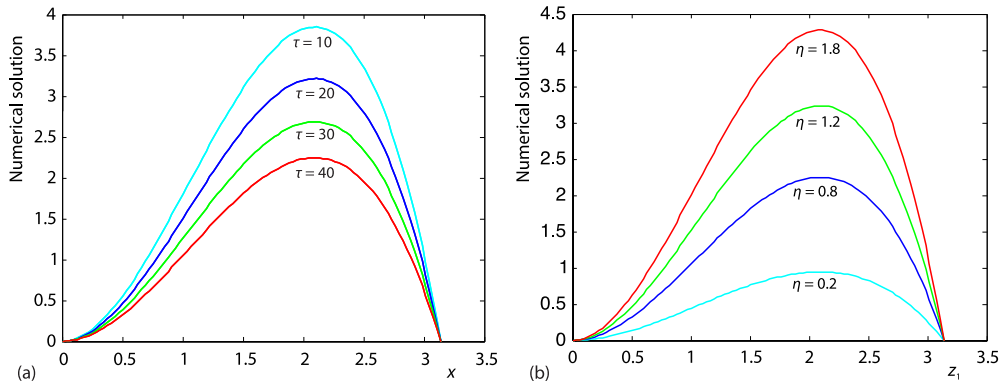 Numerical solution
4
3.5
3
2.5
2
1.5
1
0.5
0
τ = 10
τ = 20
τ = 30
τ = 40
0 0.5 1 1.5 2 2.5 3 3.5
(a) x
Numerical solution
4.5
4
3.5
3
2.5
2
1.5
1
0.5
0
η = 1.8
η = 1.2
η = 0.8
η = 0.2
0 0.5 1 1.5 2 2.5 3 3.5
(b) z₁